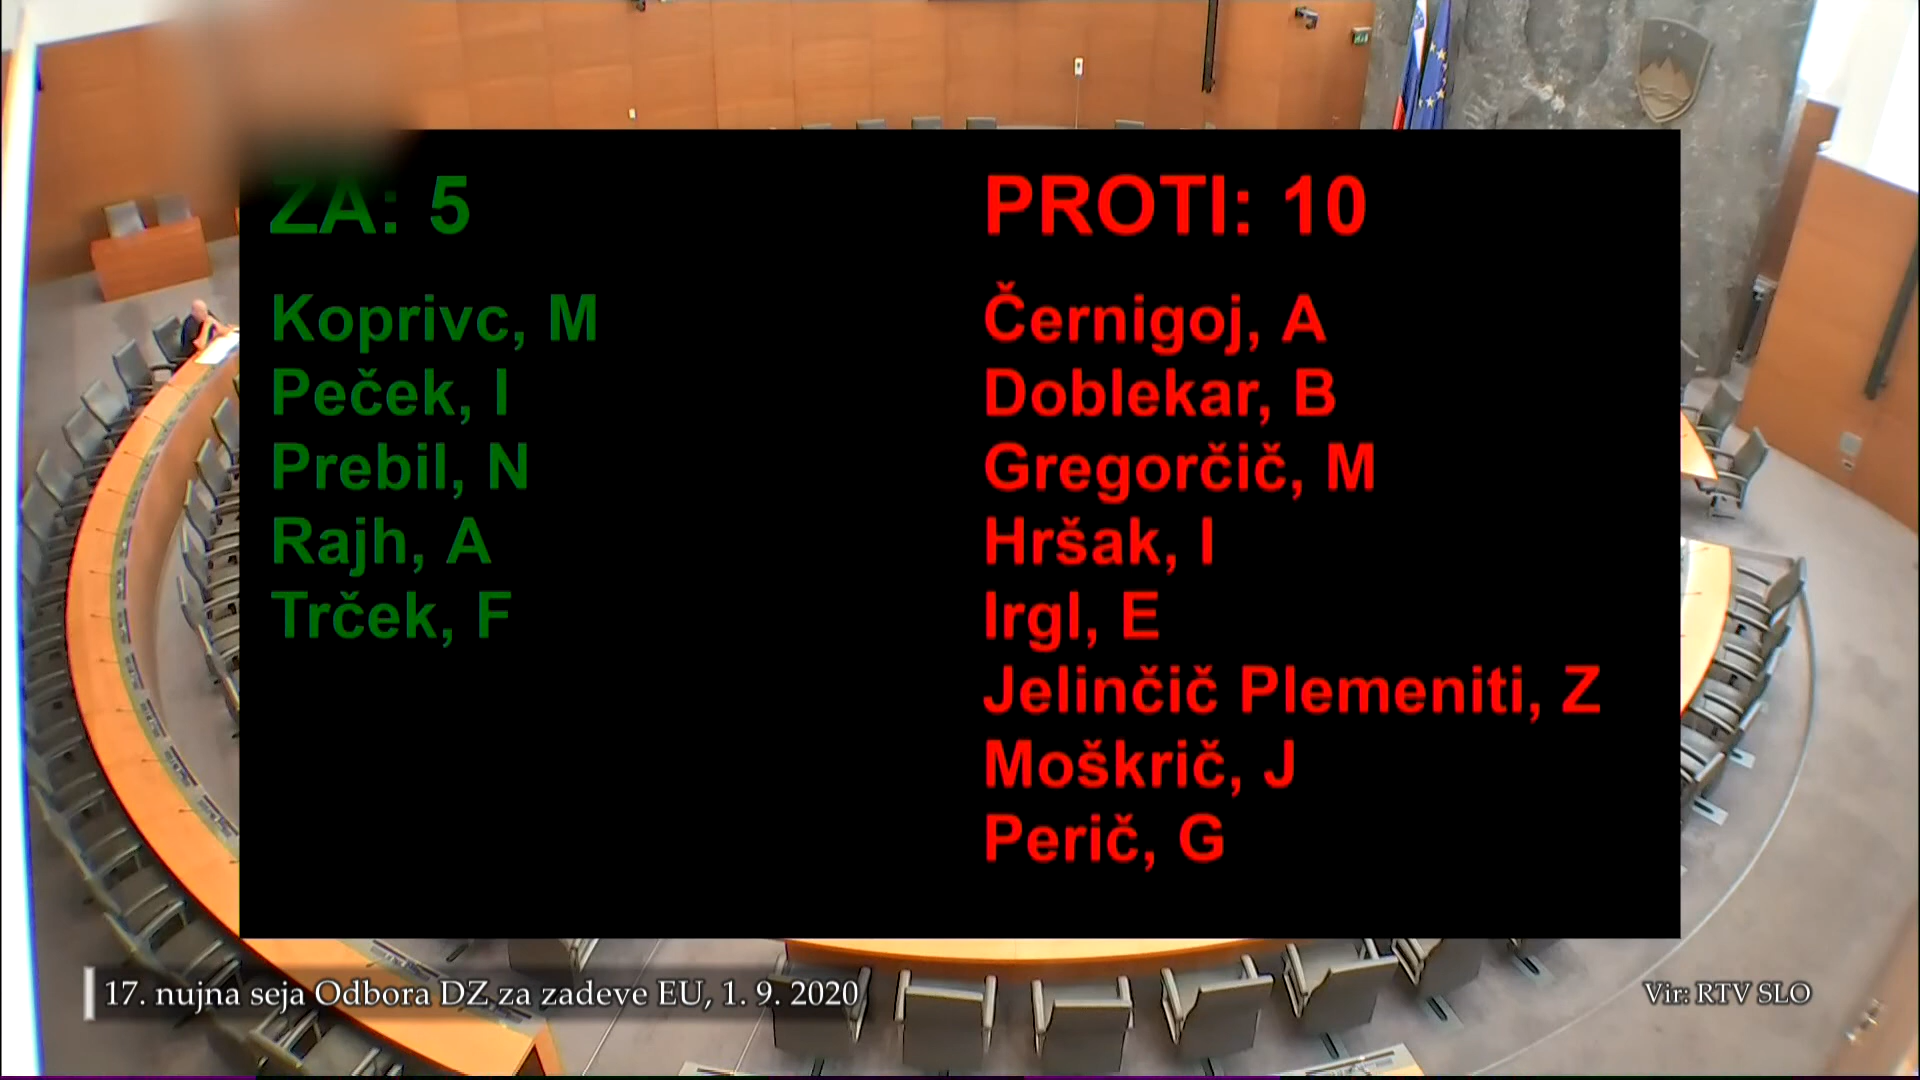 ZA: 5
Koprivc, M
Peček, I
Prebil, N
Rajh, A
Trček, F
PROTI: 10
Černigoj, A
Doblekar, B
Gregorčič, M
Hršak, I
Irgl, E
Jelinčič Plemeniti, Z
Moškrič, J
Perič, G
17. nujna seja Odbora DZ za zadeve EU, 1. 9. 2020
Vir: RTV SLO